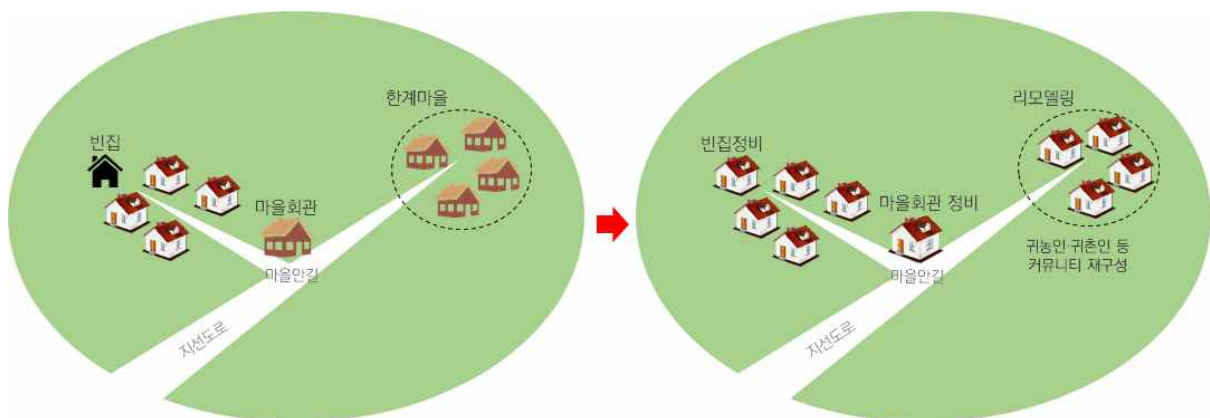 한계마을
빈집
마을회관
마을안길
지선도로
리모델링
빈집정비
마을회관 정비
귀농인·귀촌인 등
커뮤니티 재구성
마을안길
지선도로